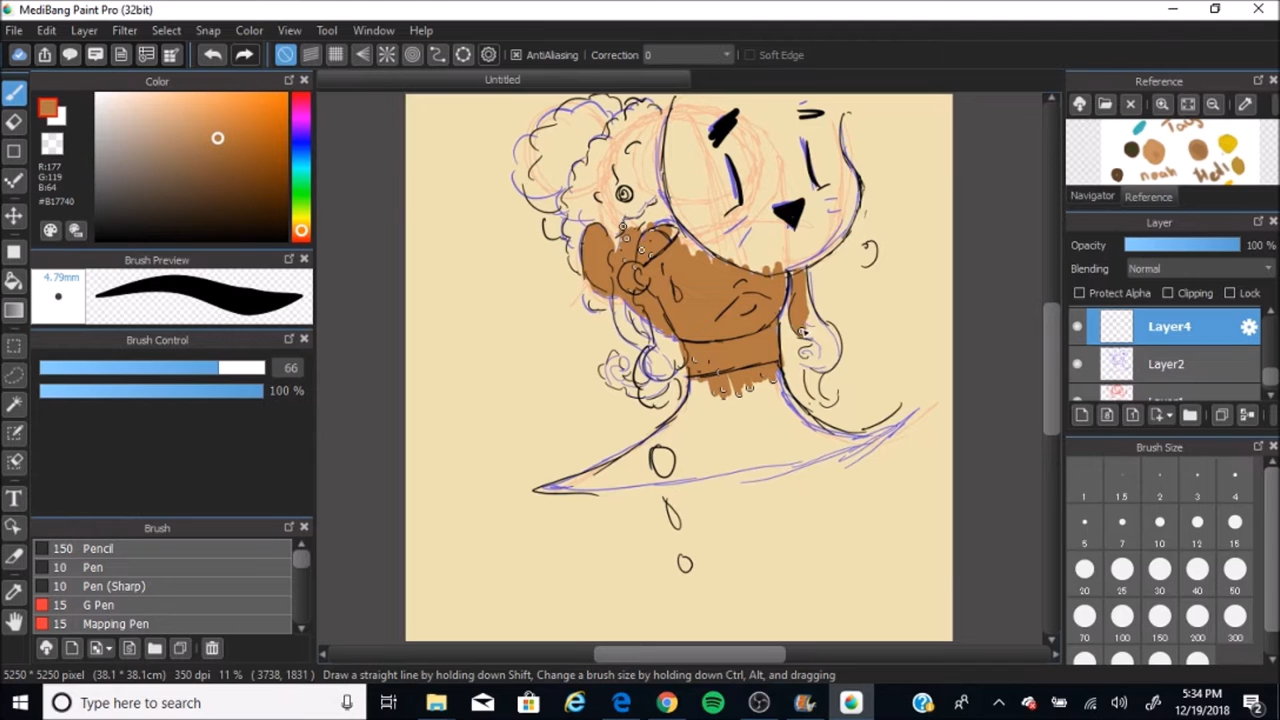 MediBang Paint Pro (32bit)
File Edit Layer Filter Select Snap Color View Tool Window Help
AntiAliasing Correction 0 Soft Edge
Color
Untitled
Reference
R:177
G:119
B:64
#B17740
Taby
noah
Navigator Reference
Layer
Opacity 100 %
Blending Normal
Protect Alpha Clipping Lock
Layer4
Layer2
Brush Preview
4.79mm
Brush Control
66
100 %
Brush
150 Pencil
10 Pen
10 Pen (Sharp)
15 G Pen
15 Mapping Pen
Brush Size
1 1.5 2 3 4
5 7 10 12 15
20 25 30 40 50
70 100 150 200 300
5250 * 5250 pixel (38.1 * 38.1cm) 350 dpi 11 % ( 3738, 1831) Draw a straight line by holding down Shift, Change a brush size by holding down Ctrl, Alt, and dragging
Type here to search
5:34 PM
12/19/2018
2